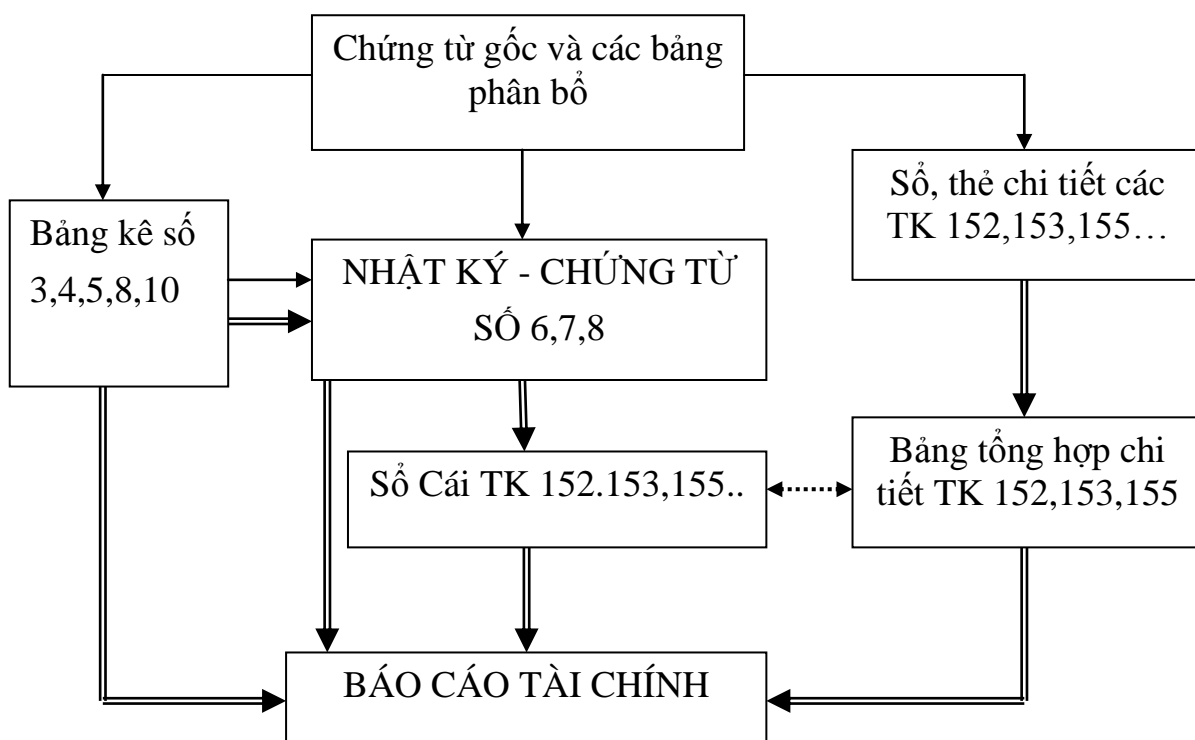 Chứng từ gốc và các bảng
phân bổ
Bảng kê số
3,4,5,8,10
NHẬT KÝ - CHỨNG TỪ
SỐ 6,7,8
Sổ, thẻ chi tiết các
TK 152,153,155…
Sổ Cái TK 152.153,155..
Bảng tổng hợp chi
tiết TK 152,153,155
BÁO CÁO TÀI CHÍNH